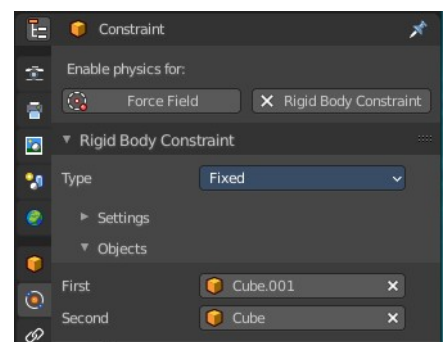 Constraint
Enable physics for:
Force Field
Rigid Body Constraint
Rigid Body Constraint
Type Fixed
Settings
Objects
First Cube.001
Second Cube